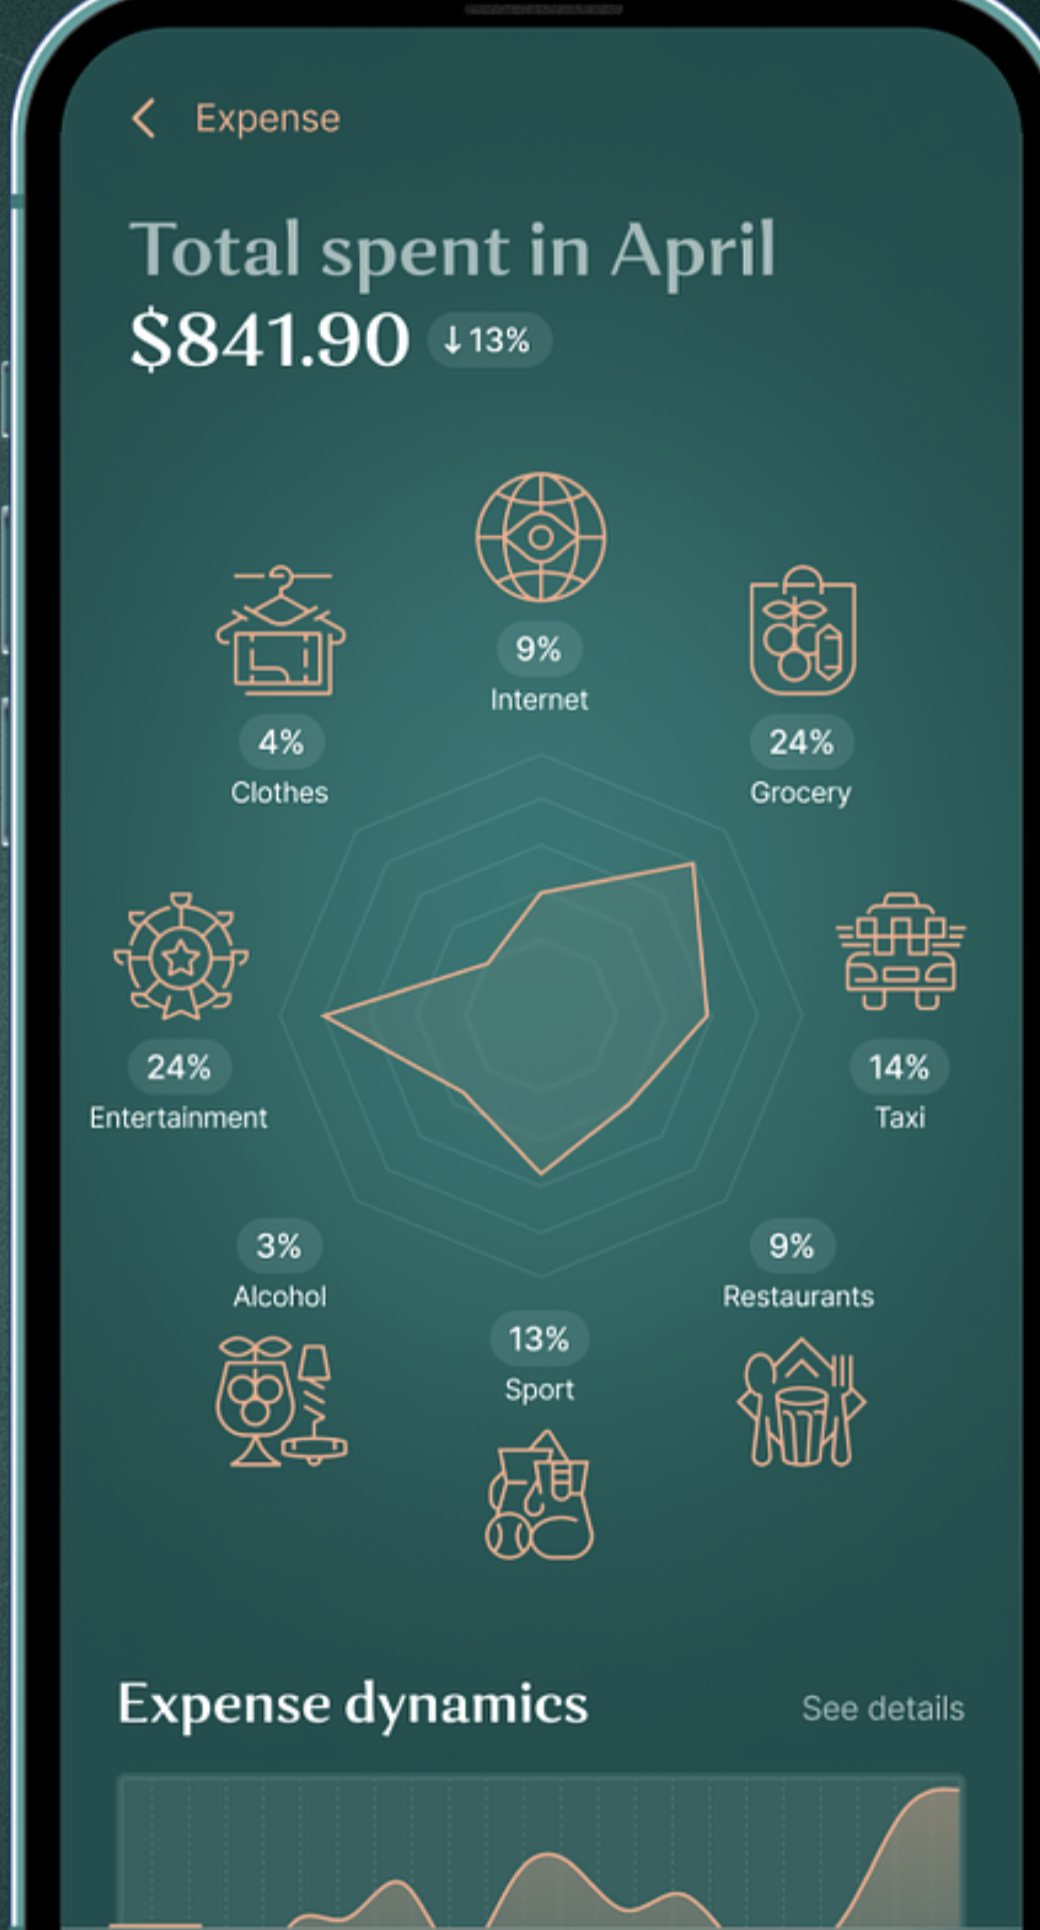 Expense
Total spent in April
$841.90 ↓13%
9%
Internet
4%
Clothes
24%
Grocery
24%
Entertainment
14%
Taxi
3%
Alcohol
9%
Restaurants
13%
Sport
Expense dynamics
See details